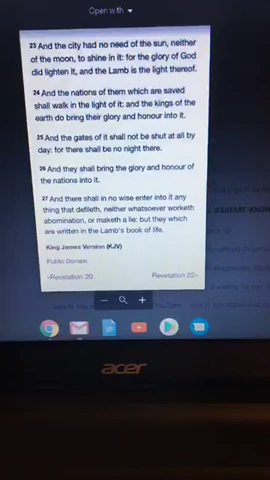 Open with
23 And the city had no need of the sun, neither
of the moon, to shine in it: for the glory of God
did lighten it, and the Lamb is the light thereof.
24 And the nations of them which are saved
shall walk in the light of it: and the kings of the
earth do bring their glory and honour into it.
25 And the gates of it shall not be shut at all by
day: for there shall be no night there.
26 And they shall bring the glory and honour of
the nations into it.
27 And there shall in no wise enter into it any
thing that defileth, neither whatsoever worketh
abomination, or maketh a lie: but they which
are written in the Lamb's book of life.
King James Version (KJV)
Public Domain
«Revelation 20 Revelation 22»
acer